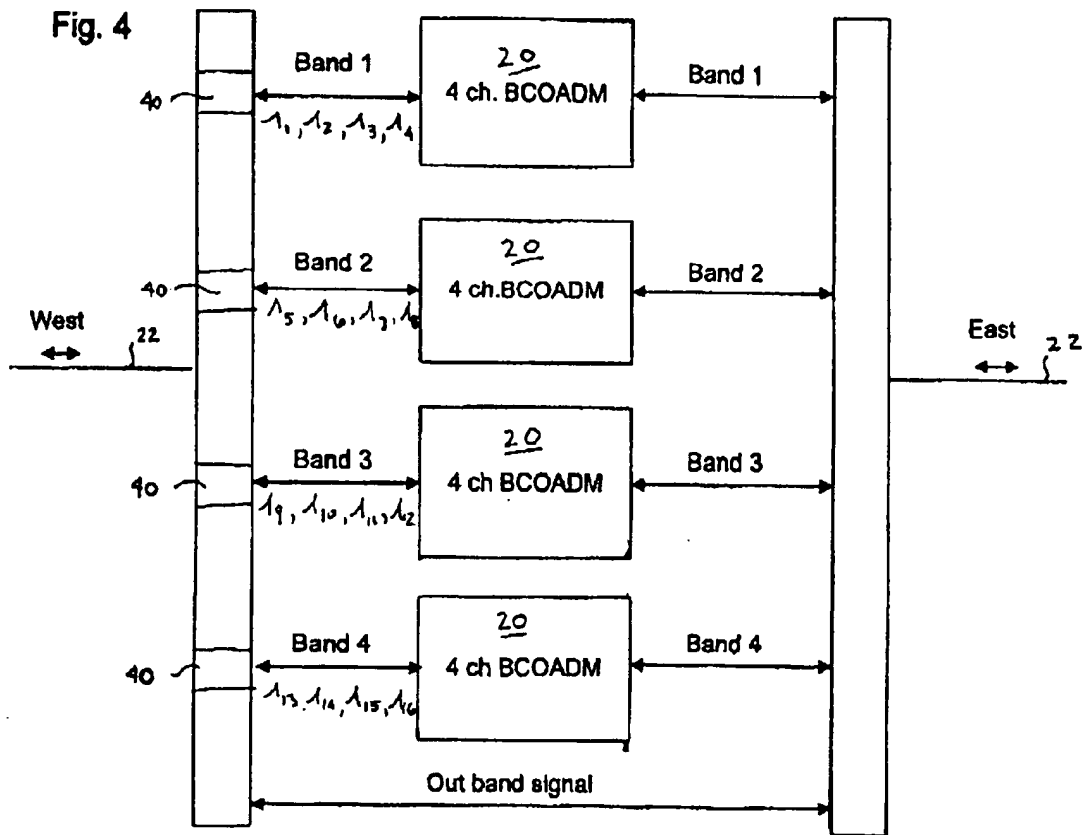 Fig. 4
20
Band 1
4 ch. BCOADM
Band 1
40
λ1, λ2, λ3, λ4
20
Band 2
4 ch.BCOADM
Band 2
40
λ5, λ6, λ7, λ8
West
22
East
22
20
Band 3
4 ch BCOADM
Band 3
40
λ9, λ10, λ11, λ12
20
Band 4
4 ch BCOADM
Band 4
40
λ13, λ14, λ15, λ16
Out band signal